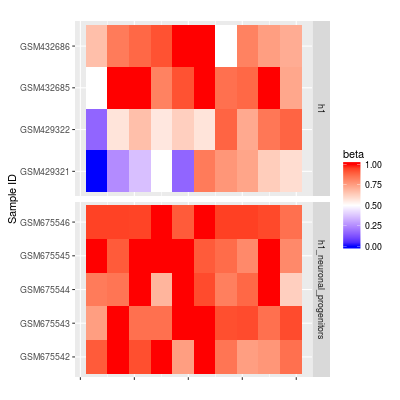 Sample ID
GSM432686
GSM432685
GSM429322
GSM429321
h1
GSM675546
GSM675545
GSM675544
GSM675543
GSM675542
h1_neuronal_progenitors
beta
1.00
0.75
0.50
0.25
0.00